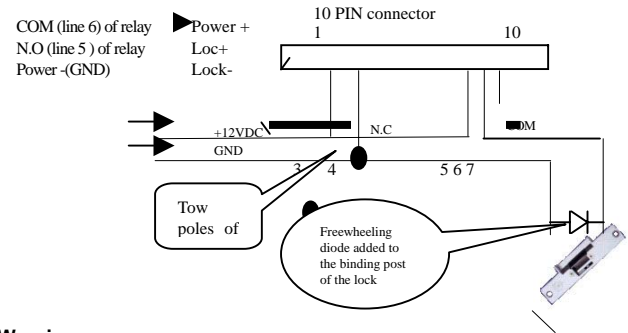 10 PIN connector
COM (line 6) of relay Power +
1 10
N.O (line 5 ) of relay Loc+
Power -(GND) Lock-
+12VDC N.C OM
GND
3 4 5 6 7
Tow
poles of
Freewheeling
diode added to
the binding post
of the lock